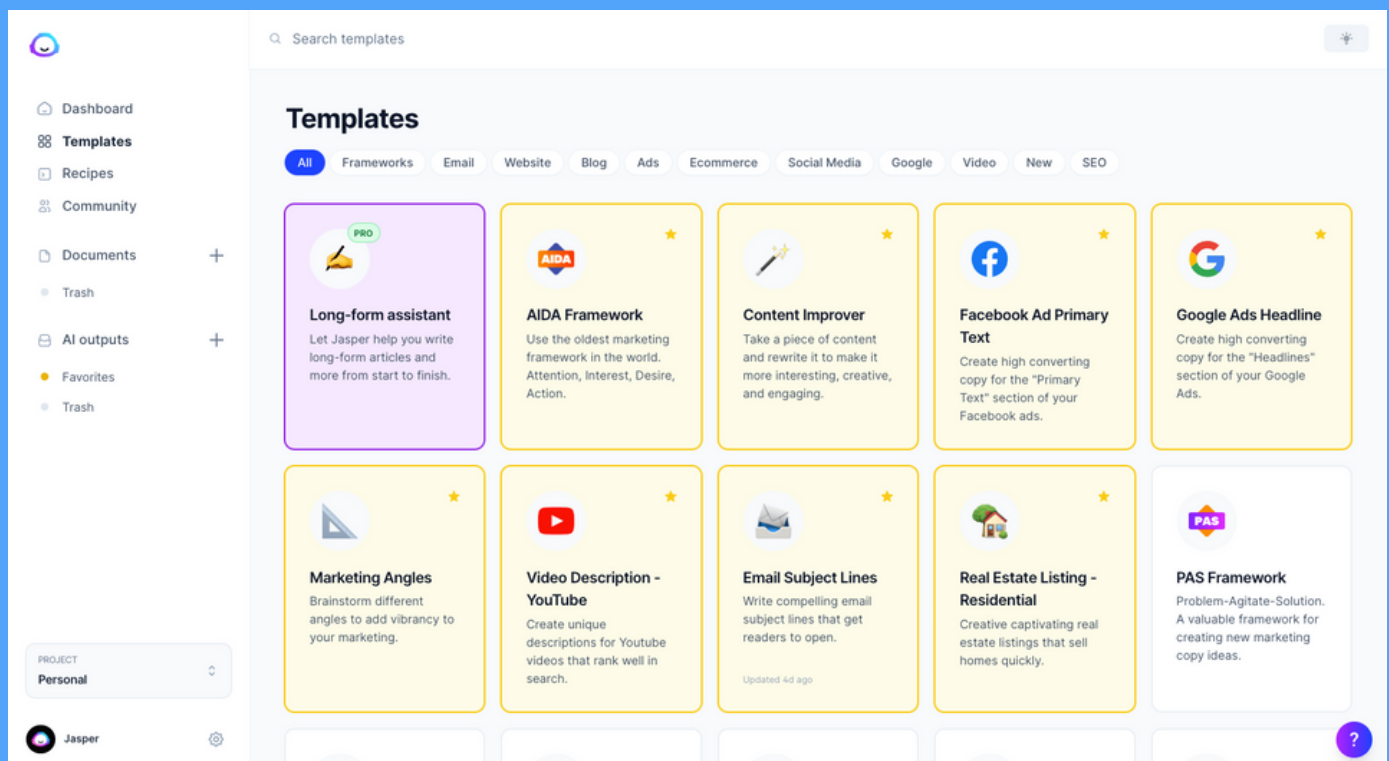 Search templates
Dashboard
Templates
Recipes
Community
Documents
Trash
AI outputs
Favorites
Trash
PROJECT
Personal
Jasper
Templates
All
Frameworks
Email
Website
Blog
Ads
Ecommerce
Social Media
Google
Video
New
SEO
PRO
Long-form assistant
Let Jasper help you write
long-form articles and
more from start to finish.
AIDA
AIDA Framework
Use the oldest marketing
framework in the world.
Attention, Interest, Desire,
Action.
Content Improver
Take a piece of content
and rewrite it to make it
more interesting, creative,
and engaging.
Facebook Ad Primary
Text
Create high converting
copy for the "Primary
Text" section of your
Facebook ads.
Google Ads Headline
Create high converting
copy for the "Headlines"
section of your Google
Ads.
Marketing Angles
Brainstorm different
angles to add vibrancy to
your marketing.
Video Description -
YouTube
Create unique
descriptions for Youtube
videos that rank well in
search.
Email Subject Lines
Write compelling email
subject lines that get
readers to open.
Updated 4d ago
Real Estate Listing -
Residential
Creative captivating real
estate listings that sell
homes quickly.
PAS
PAS Framework
Problem-Agitate-Solution.
A valuable framework for
creating new marketing
copy ideas.
?